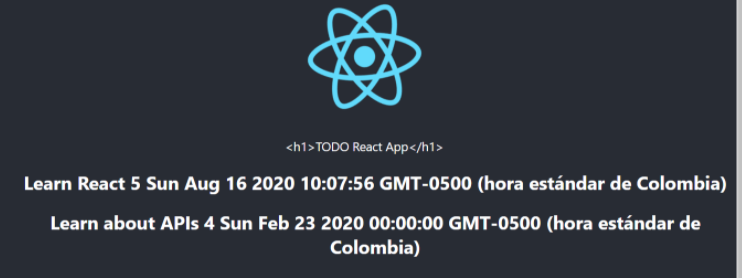 <h1>TODO React App</h1>
Learn React 5 Sun Aug 16 2020 10:07:56 GMT-0500 (hora estándar de Colombia)
Learn about APIs 4 Sun Feb 23 2020 00:00:00 GMT-0500 (hora estándar de
Colombia)